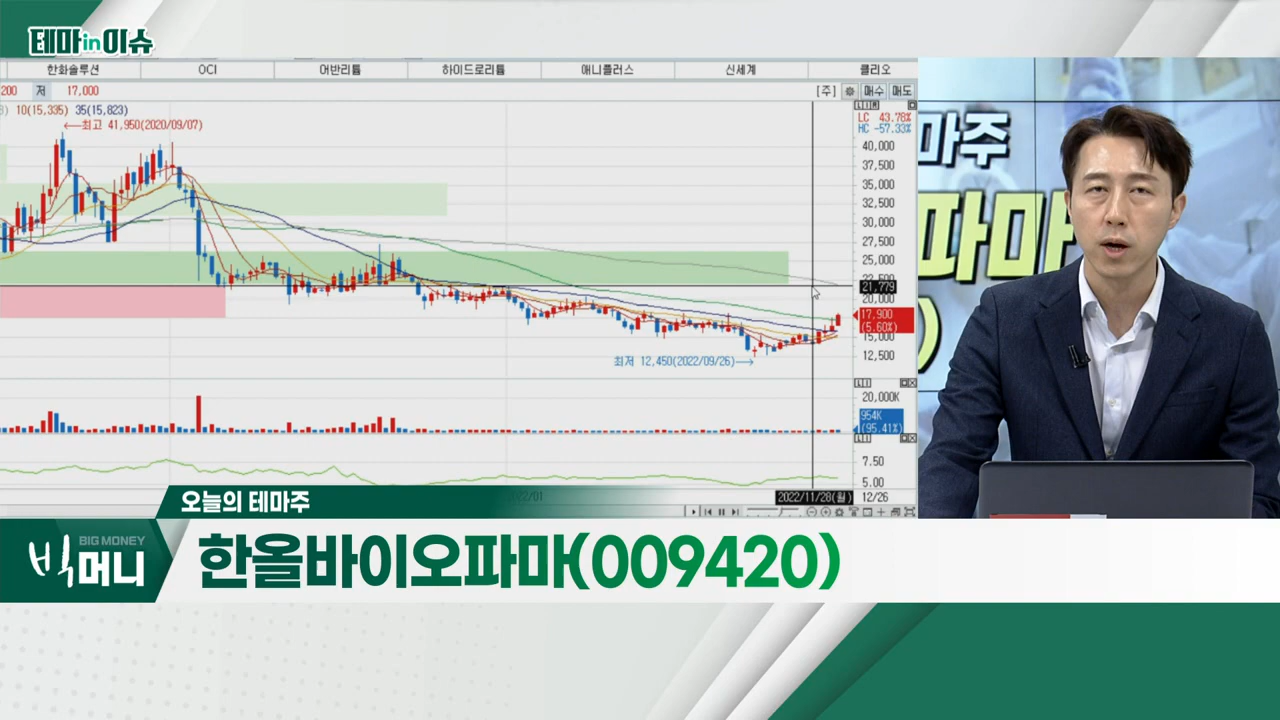 테마in이슈
한화솔루션 OCI 어반리튬 하이드로리튬 애니플러스 신세계 클리오
200 저 17,000 [주] 매수 매도
10(15,335) 35(15,823)
←최고 41,950(2020/09/07)
LC 43.78%
HC -57.33%
40,000
37,500
35,000
32,500
30,000
27,500
25,000
22,500
21,779
20,000
17,900
(5.60%)
15,000
12,500
최저 12,450(2022/09/26)→
20,000K
954K
(95.41%)
7.50
5.00
2022/11/28(월) 12/26
마주
파마
)
오늘의 테마주
BIG MONEY
빅머니
한올바이오파마(009420)